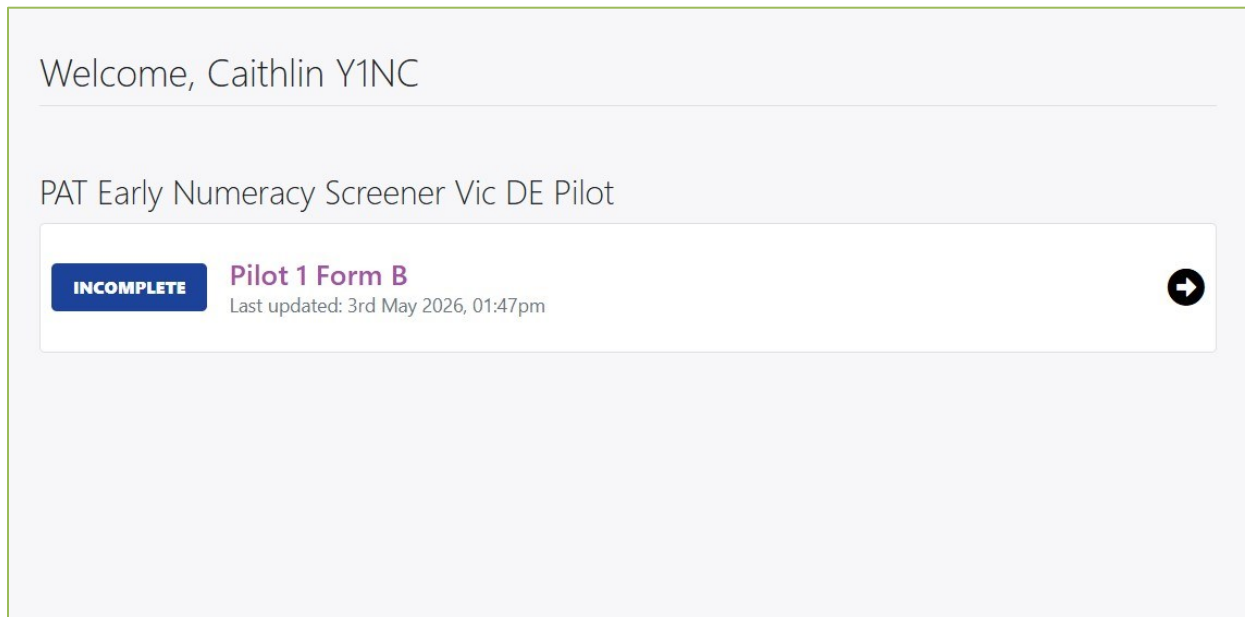 Welcome, Caithlin Y1NC
PAT Early Numeracy Screener Vic DE Pilot
INCOMPLETE
Pilot 1 Form B
Last updated: 3rd May 2026, 01:47pm